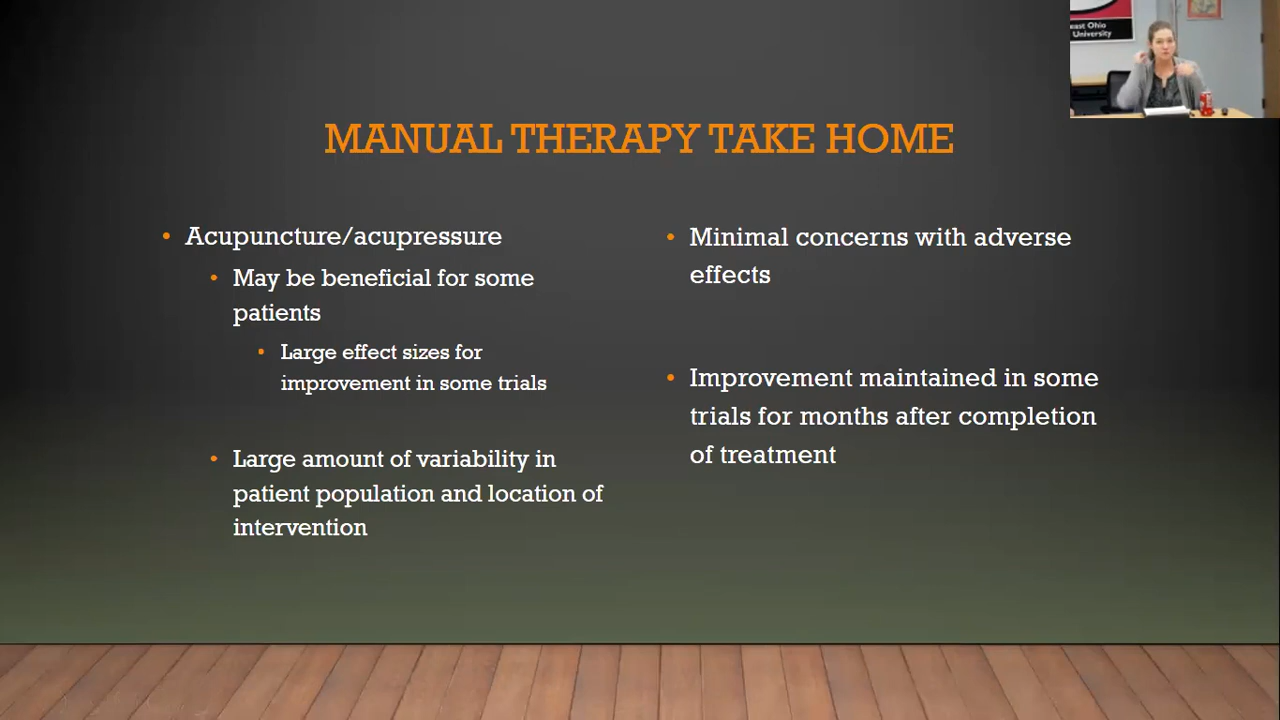 MANUAL THERAPY TAKE HOME
• Acupuncture/acupressure
• May be beneficial for some
patients
• Large effect sizes for
improvement in some trials
• Large amount of variability in
patient population and location of
intervention
• Minimal concerns with adverse
effects
• Improvement maintained in some
trials for months after completion
of treatment
east Ohio
University